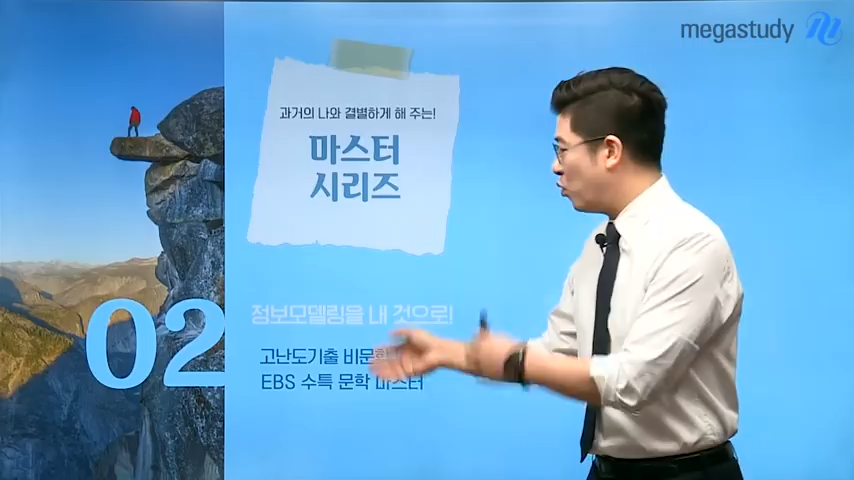 megastudy
과거의 나와 결별하게 해 주는!
마스터
시리즈
02
정보모델링을 내 것으로!
고난도기출 비문학
EBS 수특 문학 마스터